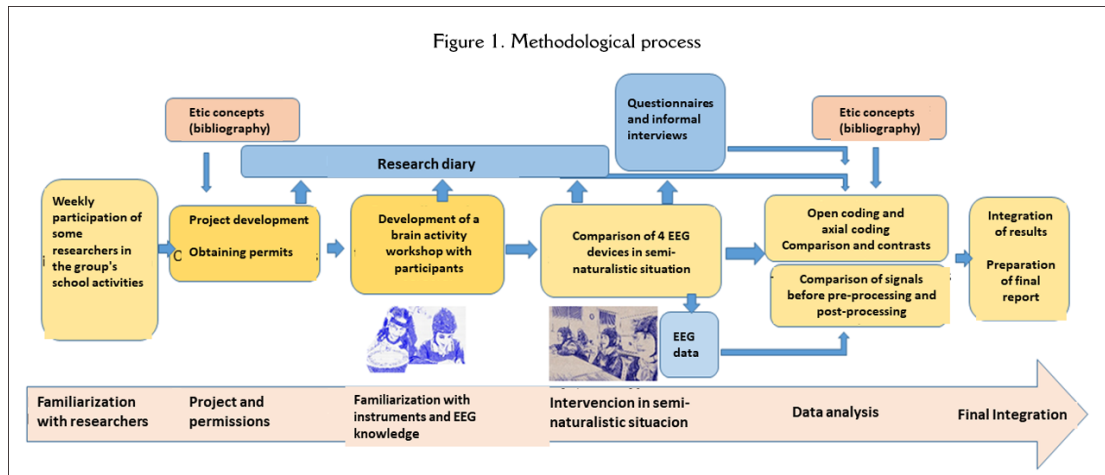 Figure 1. Methodological process
Etic concepts
(bibliography)
Questionnaires
and informal
interviews
Etic concepts
(bibliography)
Research diary
Weekly
participation of
some
researchers in
the group's
school activities
Project development
Obtaining permits
Development of a
brain activity
workshop with
participants
Comparison of 4 EEG
devices in semi-
naturalistic situation
Open coding and
axial coding
Comparison and contrasts
Comparison of signals
before pre-processing and
post-processing
Integration
of results
Preparation
of final
report
EEG
data
Familiarization
with researchers
Project and
permissions
Familiarization with
instruments and EEG
knowledge
Intervencion in semi-
naturalistic situacion
Data analysis
Final Integration